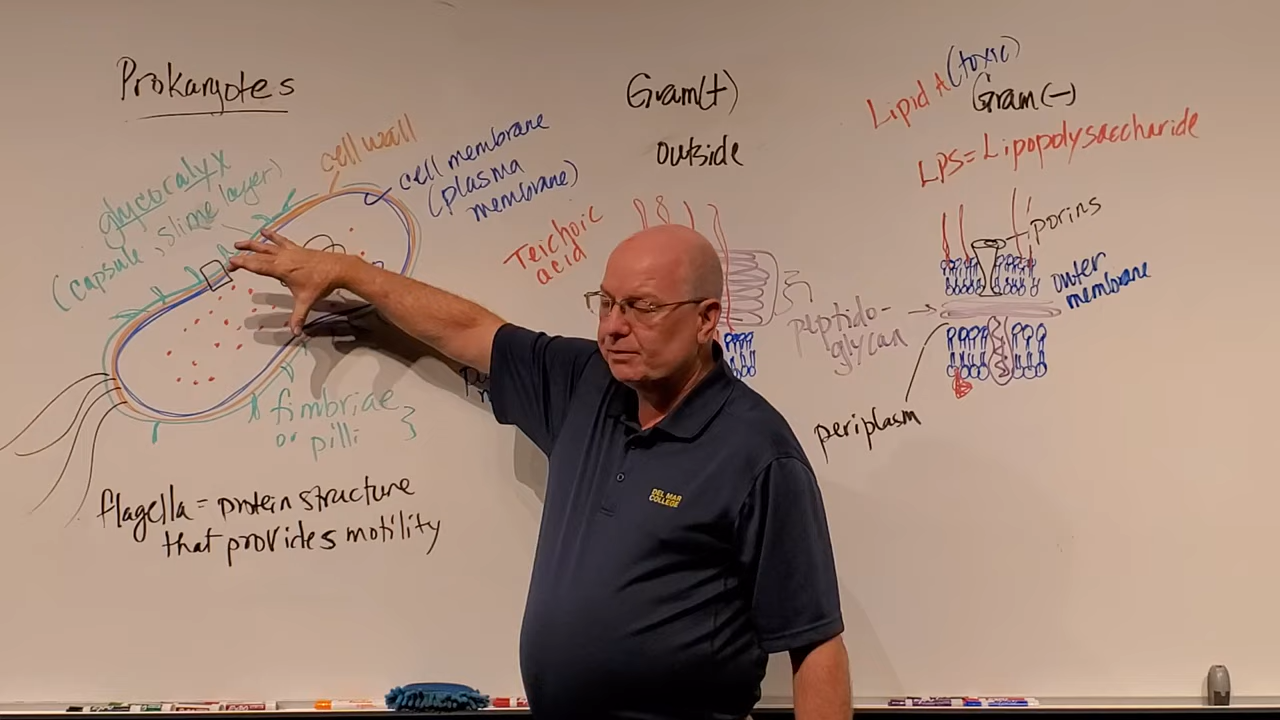 Prokaryotes
glycocalyx
(capsule, slime layer)
cell wall
cell membrane
(plasma
membrane)
fimbriae
or pilli
flagella = protein structure
that provides motility
Gram(+)
outside
Teichoic
acid
peptido-
glycan
Lipid A (toxic)
Gram(-)
LPS = Lipopolysaccharide
porins
outer
membrane
periplasm
DEL MAR
COLLEGE